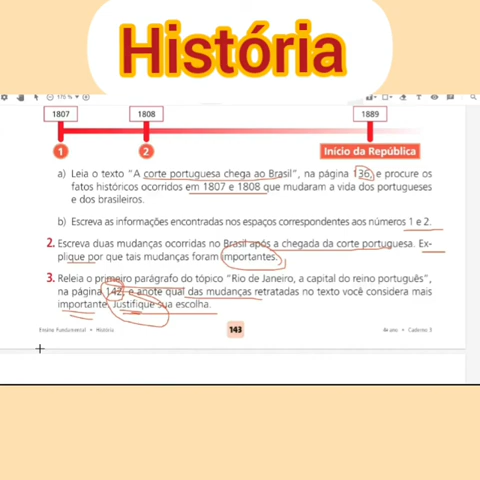 História
176 %
1807
1808
1889
1
2
Início da República
a) Leia o texto "A corte portuguesa chega ao Brasil", na página 136, e procure os
fatos históricos ocorridos em 1807 e 1808 que mudaram a vida dos portugueses
e dos brasileiros.
b) Escreva as informações encontradas nos espaços correspondentes aos números 1 e 2.
2. Escreva duas mudanças ocorridas no Brasil após a chegada da corte portuguesa. Ex-
plique por que tais mudanças foram importantes.
3. Releia o primeiro parágrafo do tópico "Rio de Janeiro, a capital do reino português",
na página 142, e anote qual das mudanças retratadas no texto você considera mais
importante. Justifique sua escolha.
Ensino Fundamental • História
143
4o ano • Caderno 3